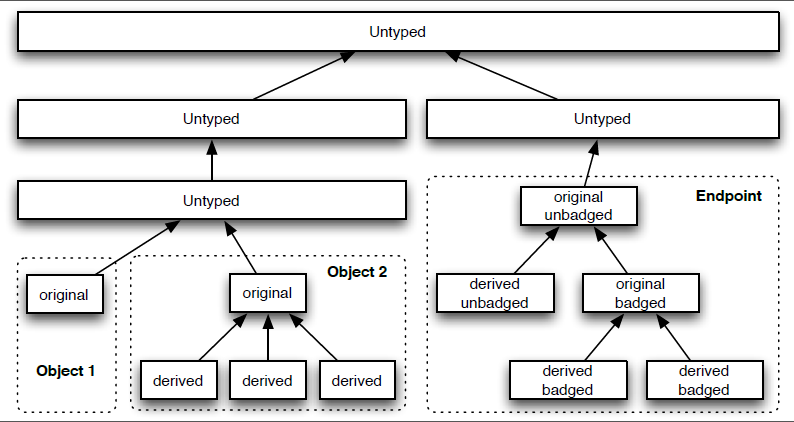 Untyped
Untyped
Untyped
Untyped
original
Object 1
Object 2
original
derived
derived
derived
Endpoint
original
unbadged
derived
unbadged
original
badged
derived
badged
derived
badged